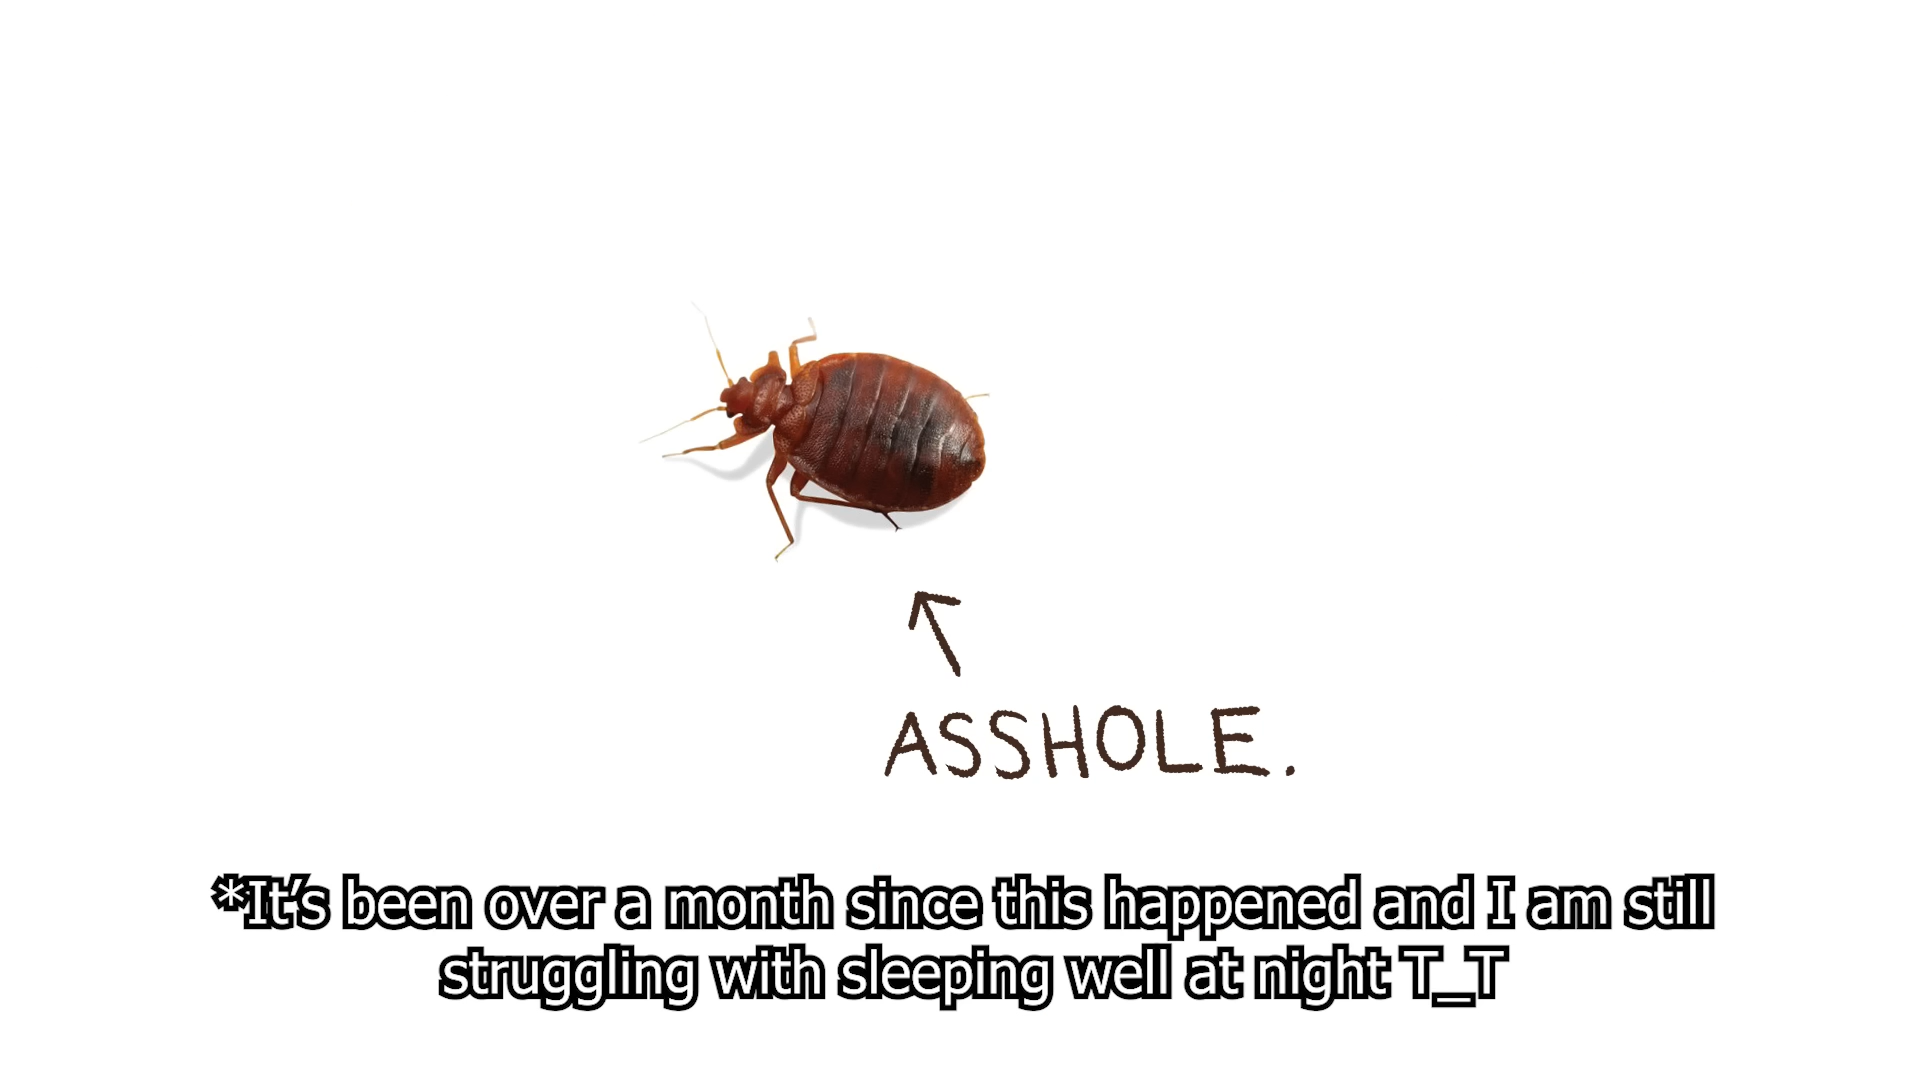 ASSHOLE.
*It’s been over a month since this happened and I am still
struggling with sleeping well at night T_T